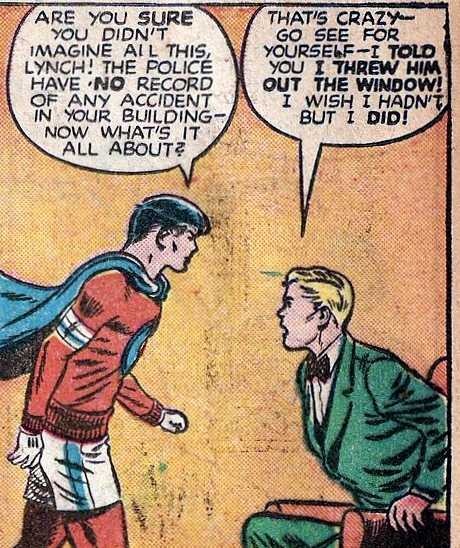 ARE YOU SURE
YOU DIDN'T
IMAGINE ALL THIS,
LYNCH! THE POLICE
HAVE NO RECORD
OF ANY ACCIDENT
IN YOUR BUILDING—
NOW WHAT'S IT
ALL ABOUT?
THAT'S CRAZY—
GO SEE FOR
YOURSELF—I TOLD
YOU I THREW HIM
OUT THE WINDOW!
I WISH I HADN'T,
BUT I DID!